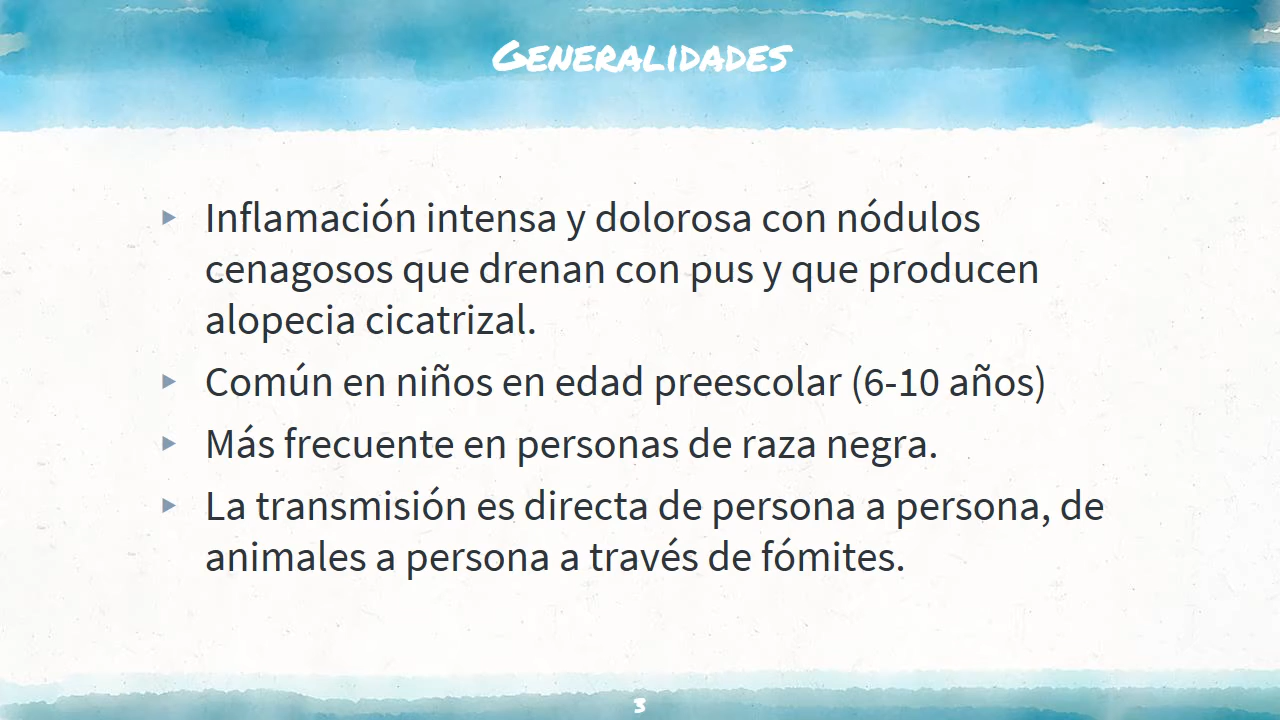 Generalidades
Inflamación intensa y dolorosa con nódulos
cenagosos que drenan con pus y que producen
alopecia cicatrizal.
Común en niños en edad preescolar (6-10 años)
Más frecuente en personas de raza negra.
La transmisión es directa de persona a persona, de
animales a persona a través de fómites.
3